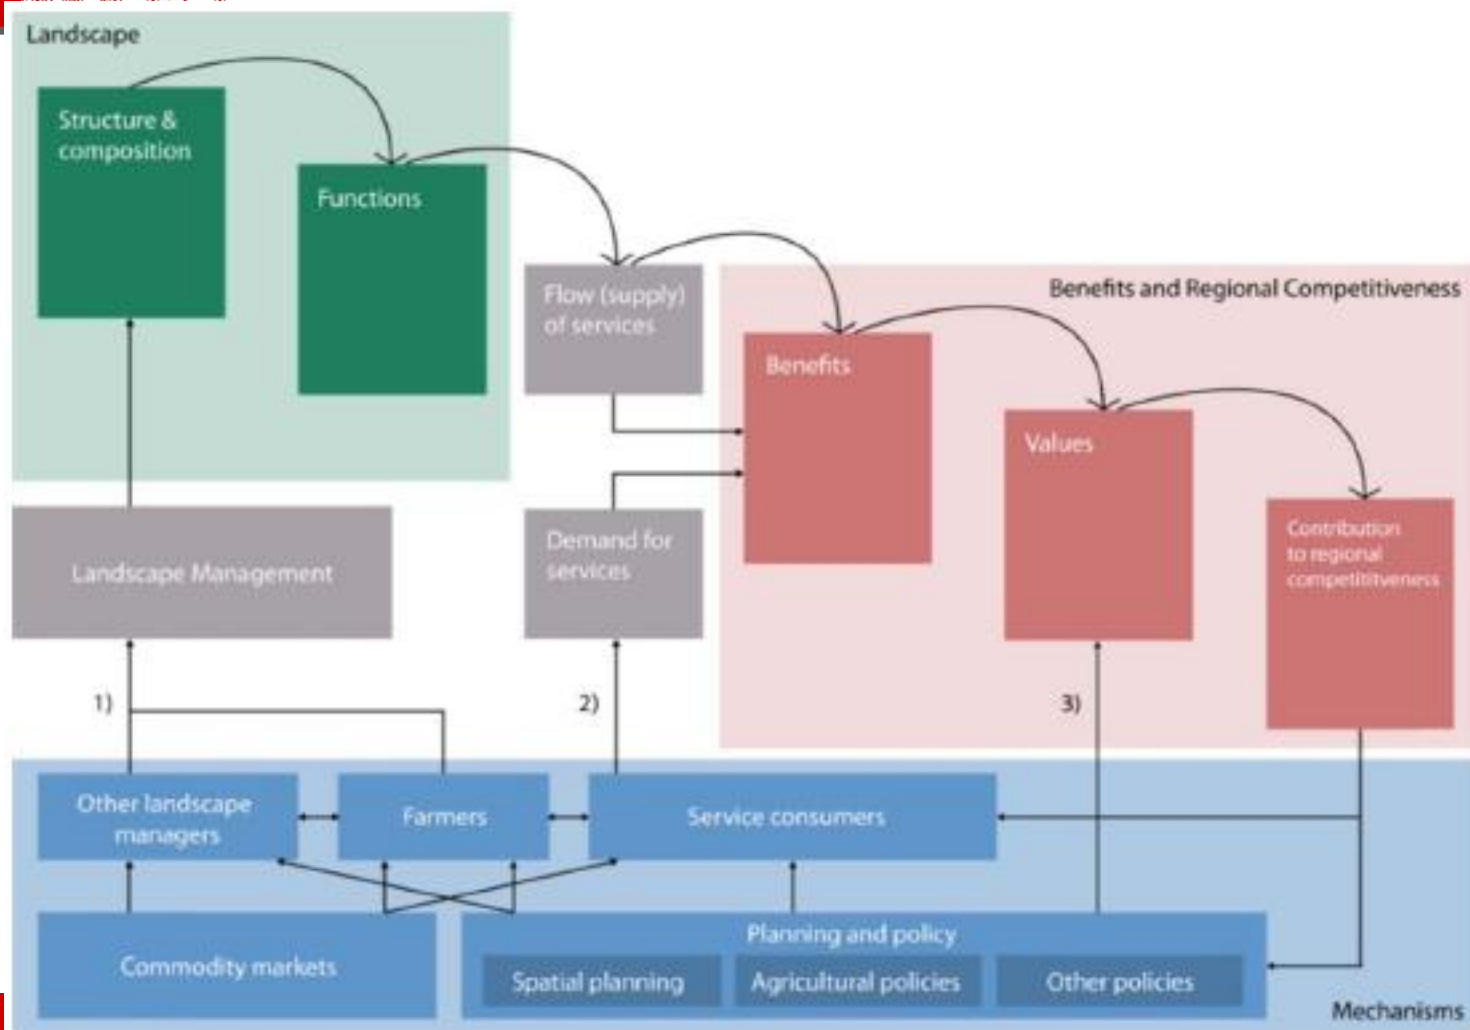 Landscape
Structure &
composition
Functions
Flow (supply)
of services
Benefits and Regional Competitiveness
Benefits
Values
Contribution
to regional
competititveness
Landscape Management
Demand for
services
1)
2)
3)
Other landscape
managers
Farmers
Service consumers
Commodity markets
Planning and policy
Spatial planning
Agricultural policies
Other policies
Mechanisms